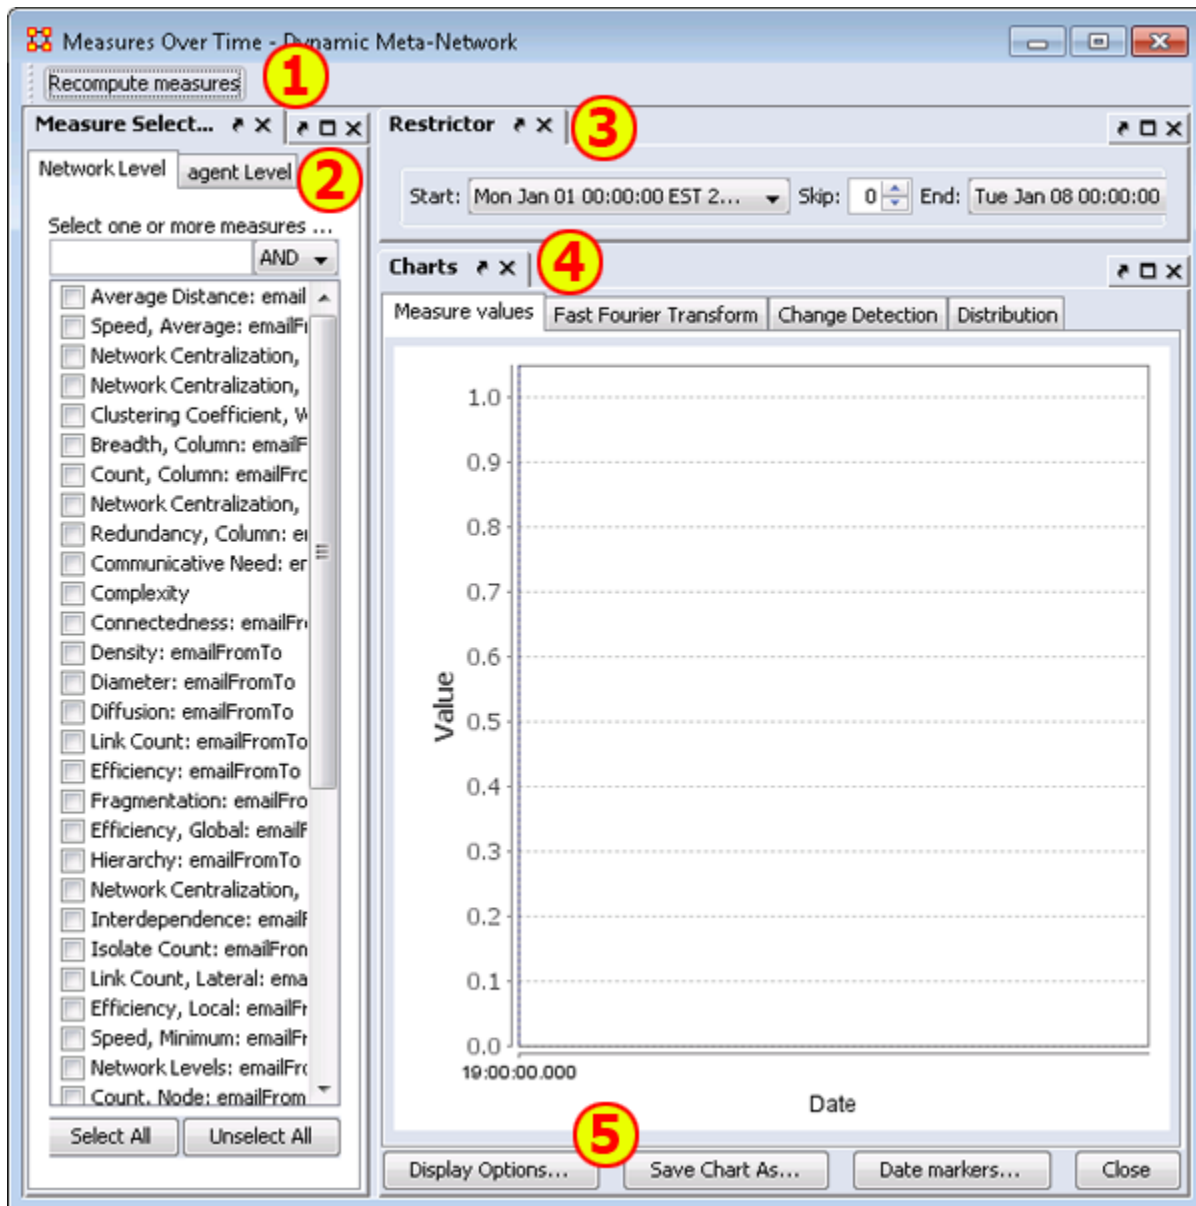 Measures Over Time - Dynamic Meta-Network
Recompute measures
1
Measure Select...
Network Level
agent Level
2
Select one or more measures ...
AND
Average Distance: email
Speed, Average: emailFr
Network Centralization,
Network Centralization,
Clustering Coefficient, W
Breadth, Column: emailF
Count, Column: emailFrc
Network Centralization,
Redundancy, Column: er
Communicative Need: er
Complexity
Connectedness: emailFr
Density: emailFromTo
Diameter: emailFromTo
Diffusion: emailFromTo
Link Count: emailFromTo
Efficiency: emailFromTo
Fragmentation: emailFro
Efficiency, Global: emailF
Hierarchy: emailFromTo
Network Centralization,
Interdependence: emailF
Isolate Count: emailFron
Link Count, Lateral: ema
Efficiency, Local: emailFr
Speed, Minimum: emailFr
Network Levels: emailFro
Count, Node: emailFrom
Select All
Unselect All
Restrictor
3
Start: Mon Jan 01 00:00:00 EST 2... Skip: 0 End: Tue Jan 08 00:00:00
Charts
4
Measure values
Fast Fourier Transform
Change Detection
Distribution
1.0
0.9
0.8
0.7
0.6
0.5
0.4
0.3
0.2
0.1
0.0
Value
19:00:00.000
Date
5
Display Options...
Save Chart As...
Date markers...
Close